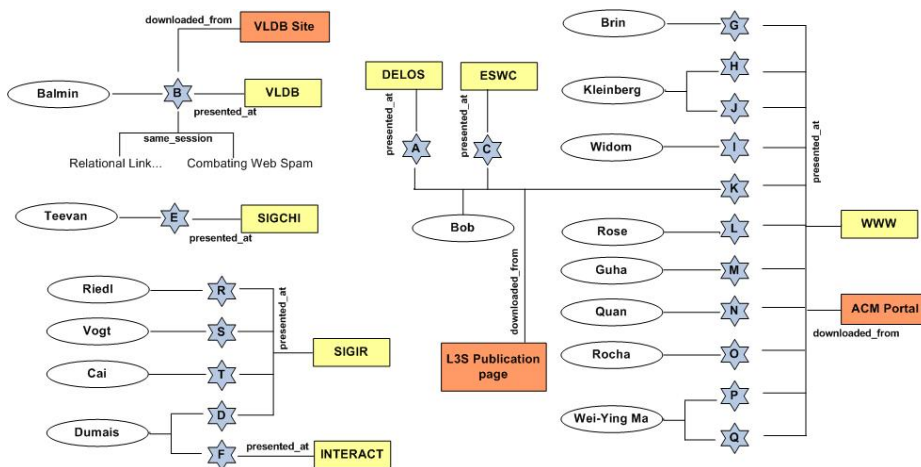 downloaded_from
VLDB Site
Balmin
B
VLDB
presented_at
same_session
Relational Link...
Combating Web Spam
Teevan
E
SIGCHI
presented_at
Riedl
R
Vogt
S
Cai
T
Dumais
D
F
presented_at
SIGIR
presented_at
INTERACT
DELOS
ESWC
presented_at
presented_at
A
C
Bob
downloaded_from
L3S Publication
page
Brin
G
Kleinberg
H
J
Widom
I
K
Rose
L
Guha
M
Quan
N
Rocha
O
Wei-Ying Ma
P
Q
presented_at
WWW
ACM Portal
downloaded_from